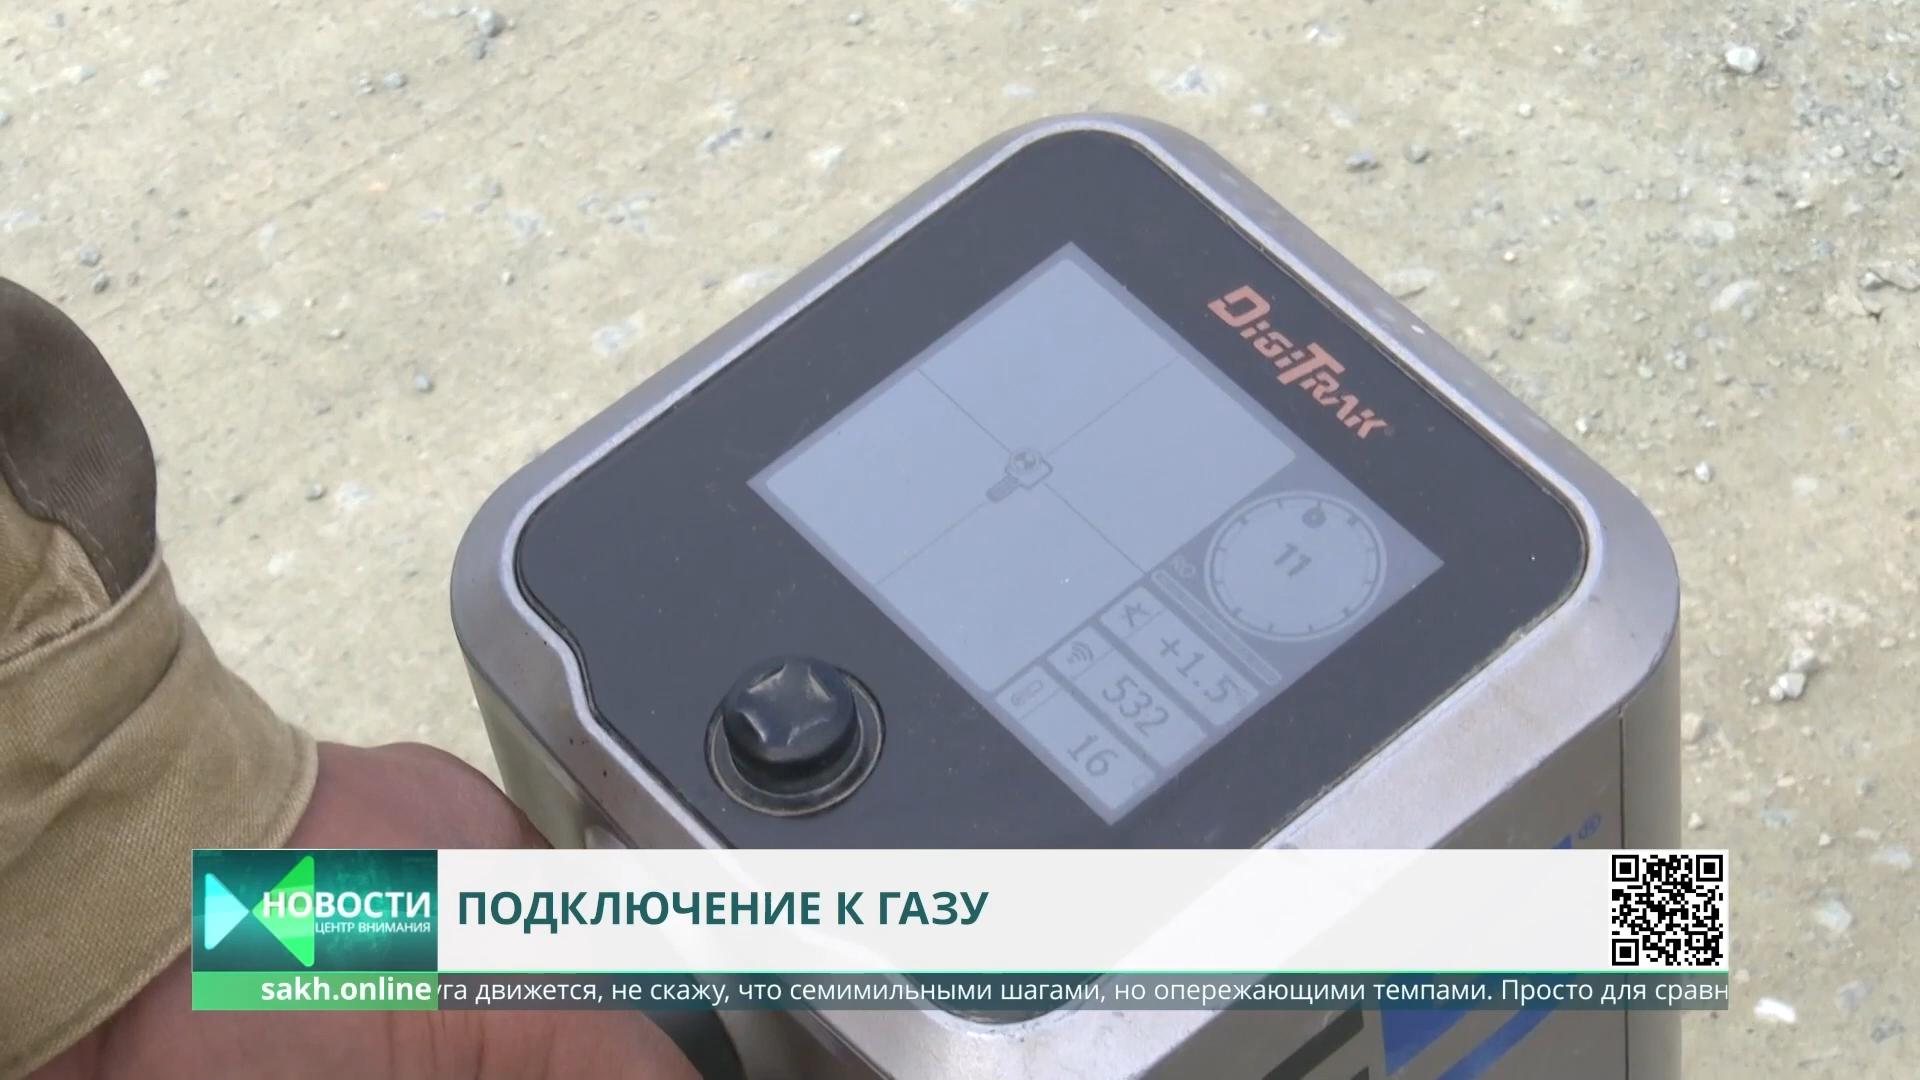 DIGITRAK
11
+1.5
532
16
®
НОВОСТИ
ЦЕНТР ВНИМАНИЯ
ПОДКЛЮЧЕНИЕ К ГАЗУ
sakh.online
уга движется, не скажу, что семимильными шагами, но опережающими темпами. Просто для сравн